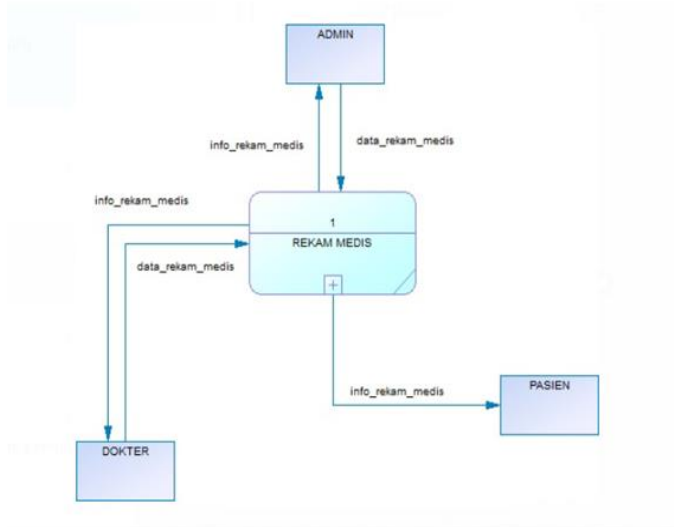 ADMIN
info_rekam_medis
data_rekam_medis
info_rekam_medis
1
REKAM MEDIS
data_rekam_medis
info_rekam_medis
PASIEN
DOKTER